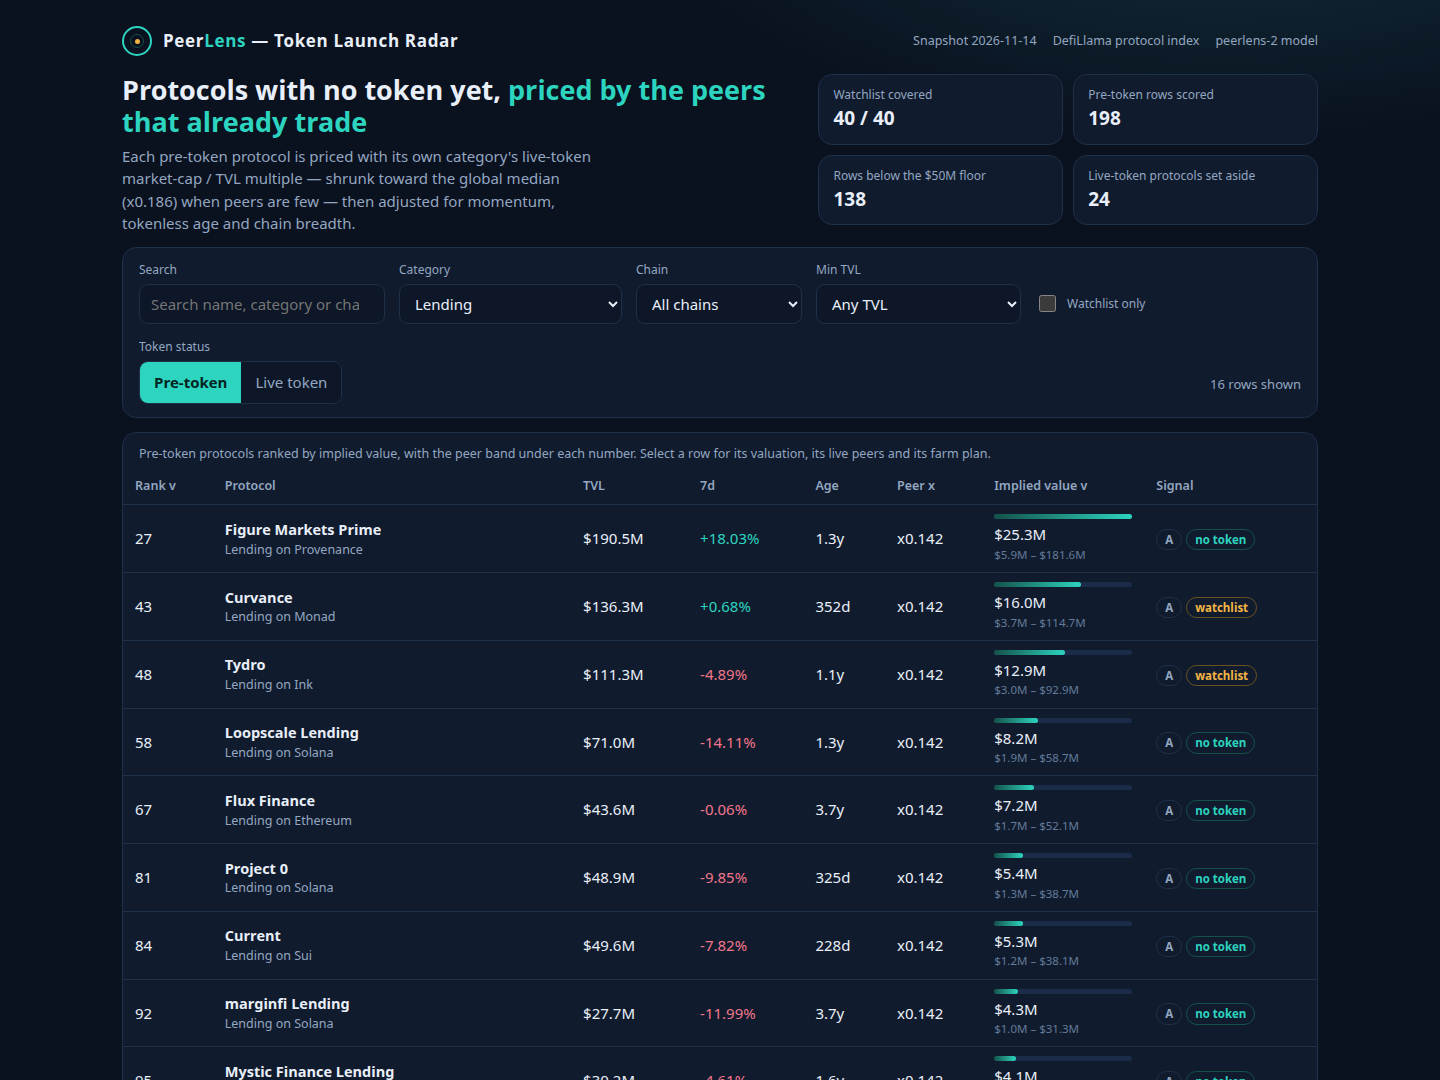 PeerLens — Token Launch Radar
Snapshot 2026-11-14 DefiLlama protocol index peerlens-2 model
Protocols with no token yet, priced by the peers
that already trade
Each pre-token protocol is priced with its own category's live-token
market-cap / TVL multiple — shrunk toward the global median
(x0.186) when peers are few — then adjusted for momentum,
tokenless age and chain breadth.
Watchlist covered
40 / 40
Pre-token rows scored
198
Rows below the $50M floor
138
Live-token protocols set aside
24
Search Category Chain Min TVL
Search name, category or cha Lending All chains Any TVL Watchlist only
Token status
Pre-token Live token 16 rows shown
Pre-token protocols ranked by implied value, with the peer band under each number. Select a row for its valuation, its live peers and its farm plan.
Rank v Protocol TVL 7d Age Peer x Implied value v Signal
27 Figure Markets Prime $190.5M +18.03% 1.3y x0.142 $25.3M A no token
Lending on Provenance $5.9M – $181.6M
43 Curvance $136.3M +0.68% 352d x0.142 $16.0M A watchlist
Lending on Monad $3.7M – $114.7M
48 Tydro $111.3M -4.89% 1.1y x0.142 $12.9M A watchlist
Lending on Ink $3.0M – $92.9M
58 Loopscale Lending $71.0M -14.11% 1.3y x0.142 $8.2M A no token
Lending on Solana $1.9M – $58.7M
67 Flux Finance $43.6M -0.06% 3.7y x0.142 $7.2M A no token
Lending on Ethereum $1.7M – $52.1M
81 Project 0 $48.9M -9.85% 325d x0.142 $5.4M A no token
Lending on Solana $1.3M – $38.7M
84 Current $49.6M -7.82% 228d x0.142 $5.3M A no token
Lending on Sui $1.2M – $38.1M
92 marginfi Lending $27.7M -11.99% 3.7y x0.142 $4.3M A no token
Lending on Solana $1.0M – $31.3M
Mystic Finance Lending $4.1M